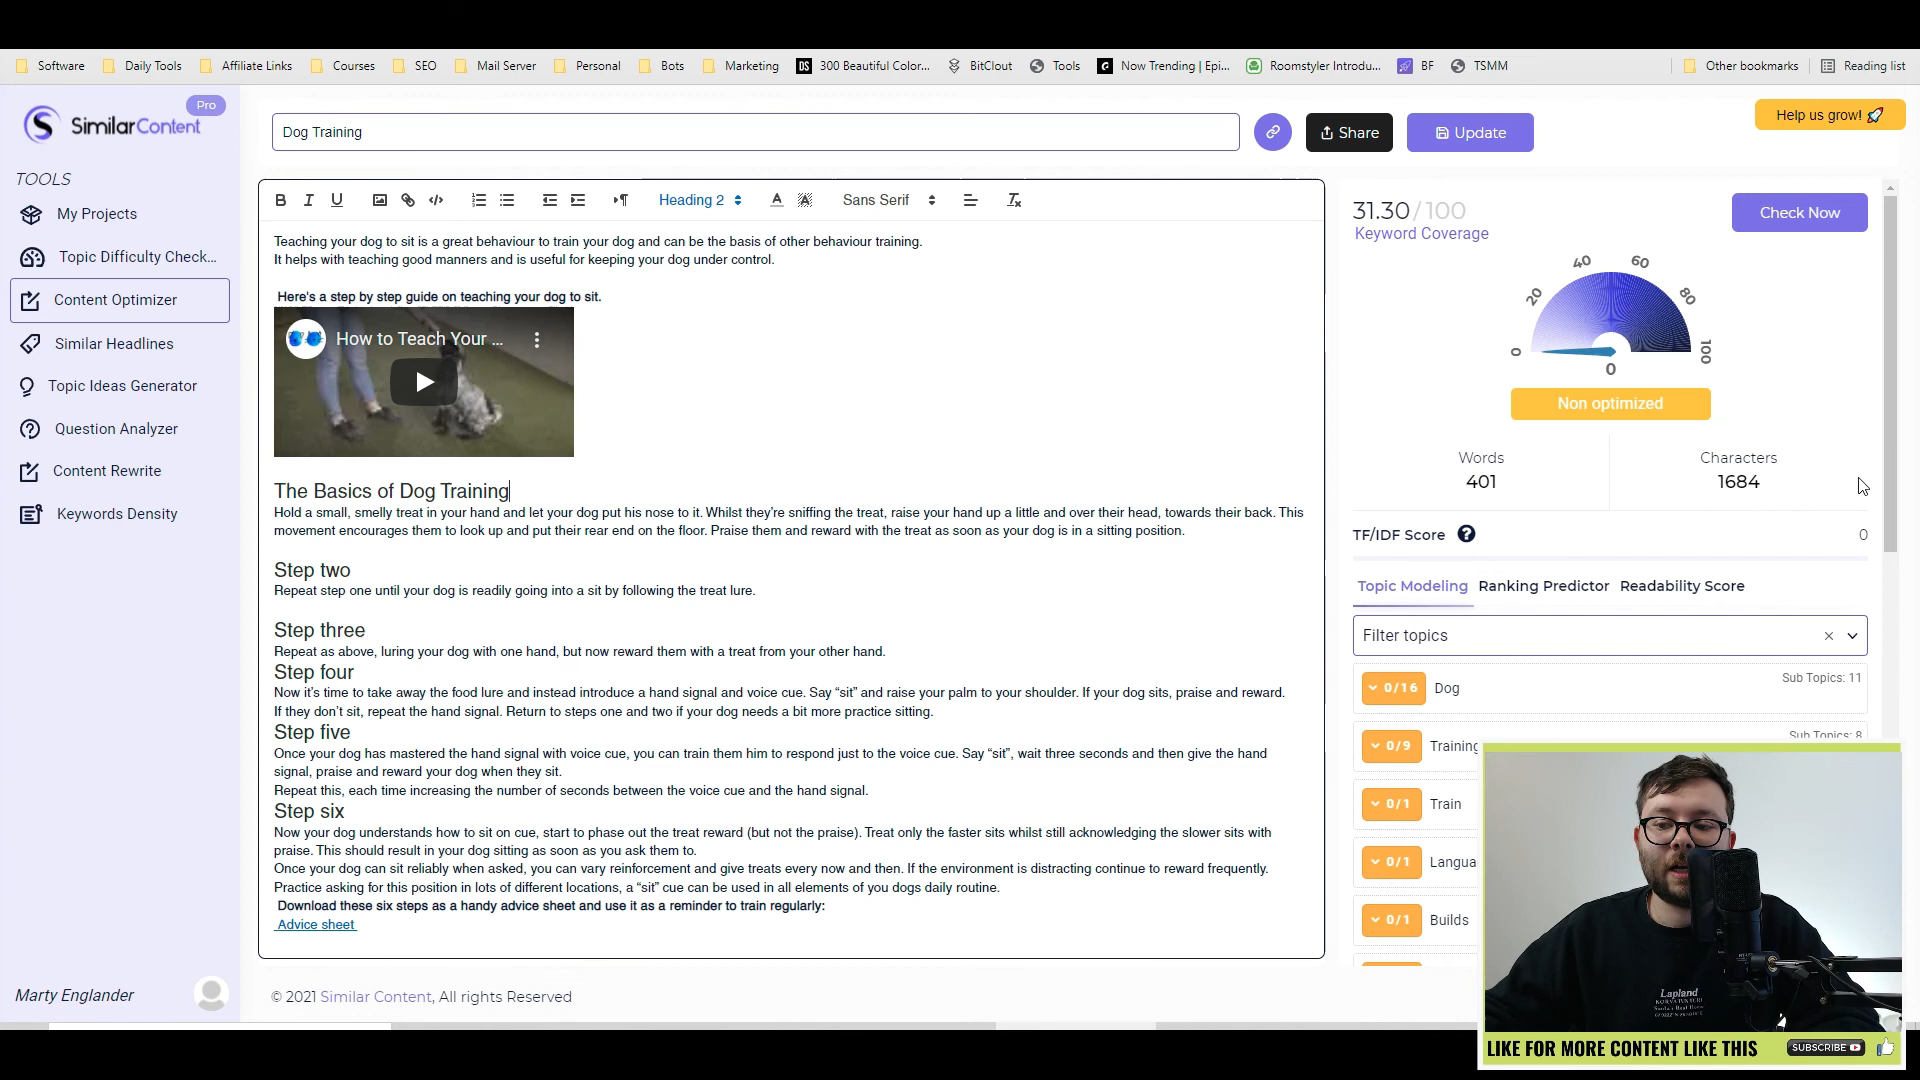 Software Daily Tools Affiliate Links Courses SEO Mail Server Personal Bots Marketing DS 300 Beautiful Color... BitClout Tools Now Trending | Epi... Roomstyler Introdu... BF TSMM Other bookmarks Reading list
Pro
SimilarContent
Dog Training
Share
Update
Help us grow!
TOOLS
My Projects
Topic Difficulty Check...
Content Optimizer
Similar Headlines
Topic Ideas Generator
Question Analyzer
Content Rewrite
Keywords Density
Marty Englander
B I U Heading 2 A Sans Serif
Teaching your dog to sit is a great behaviour to train your dog and can be the basis of other behaviour training.
It helps with teaching good manners and is useful for keeping your dog under control.
Here's a step by step guide on teaching your dog to sit.
How to Teach Your ...
The Basics of Dog Training
Hold a small, smelly treat in your hand and let your dog put his nose to it. Whilst they're sniffing the treat, raise your hand up a little and over their head, towards their back. This
movement encourages them to look up and put their rear end on the floor. Praise them and reward with the treat as soon as your dog is in a sitting position.
Step two
Repeat step one until your dog is readily going into a sit by following the treat lure.
Step three
Repeat as above, luring your dog with one hand, but now reward them with a treat from your other hand.
Step four
Now it's time to take away the food lure and instead introduce a hand signal and voice cue. Say “sit” and raise your palm to your shoulder. If your dog sits, praise and reward.
If they don't sit, repeat the hand signal. Return to steps one and two if your dog needs a bit more practice sitting.
Step five
Once your dog has mastered the hand signal with voice cue, you can train them him to respond just to the voice cue. Say “sit”, wait three seconds and then give the hand
signal, praise and reward your dog when they sit.
Repeat this, each time increasing the number of seconds between the voice cue and the hand signal.
Step six
Now your dog understands how to sit on cue, start to phase out the treat reward (but not the praise). Treat only the faster sits whilst still acknowledging the slower sits with
praise. This should result in your dog sitting as soon as you ask them to.
Once your dog can sit reliably when asked, you can vary reinforcement and give treats every now and then. If the environment is distracting continue to reward frequently.
Practice asking for this position in lots of different locations, a “sit” cue can be used in all elements of you dogs daily routine.
Download these six steps as a handy advice sheet and use it as a reminder to train regularly:
Advice sheet
© 2021 Similar Content, All rights Reserved
31.30/100
Keyword Coverage
Check Now
0 20 40 60 80 100
0
Non optimized
Words
401
Characters
1684
TF/IDF Score ? 0
Topic Modeling Ranking Predictor Readability Score
Filter topics
0/16 Dog Sub Topics: 11
0/9 Training Sub Topics: 8
0/1 Train
0/1 Langua
0/1 Builds
Lapland
LIKE FOR MORE CONTENT LIKE THIS
SUBSCRIBE